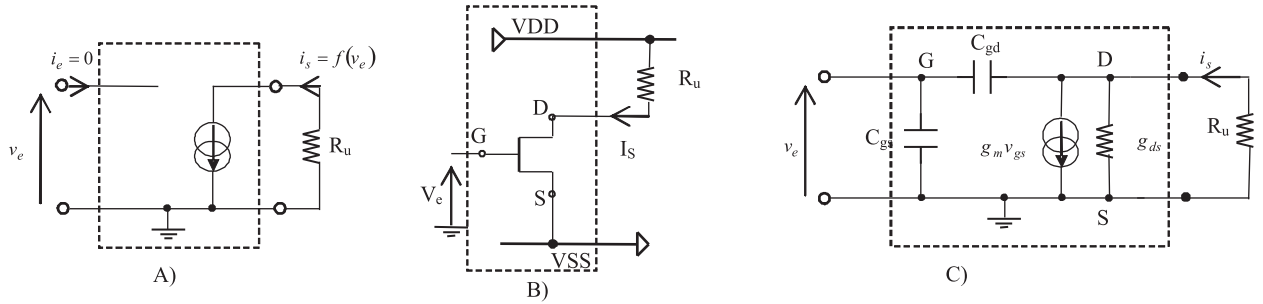 i_e = 0
i_s = f(v_e)
v_e
R_u
A)
VDD
R_u
D
I_S
G
V_e
S
VSS
B)
C_gd
G
D
i_s
C_gs
v_e
g_m v_gs
g_ds
R_u
S
C)